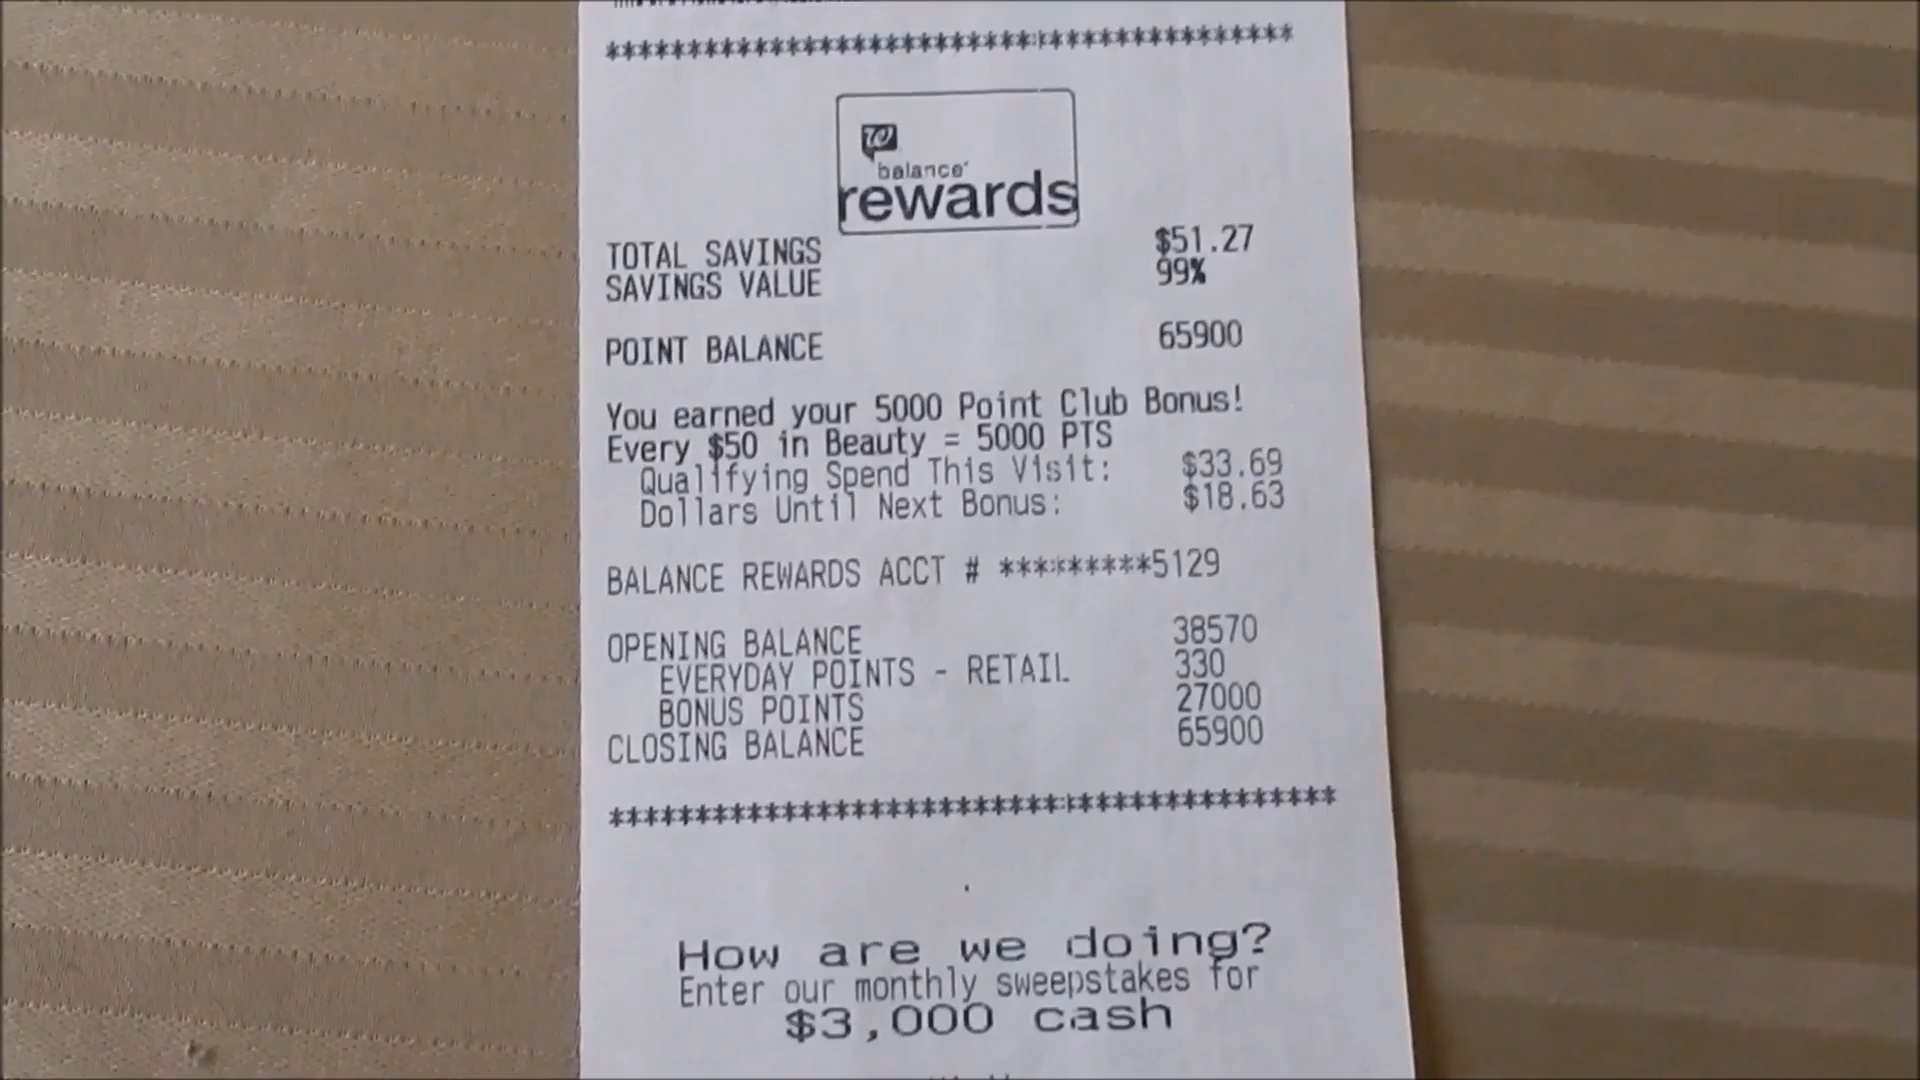 ******************************************
W
balance
rewards
TOTAL SAVINGS $51.27
SAVINGS VALUE 99%
POINT BALANCE 65900
You earned your 5000 Point Club Bonus!
Every $50 in Beauty = 5000 PTS
Qualifying Spend This Visit: $33.69
Dollars Until Next Bonus: $18.63
BALANCE REWARDS ACCT # *********5129
OPENING BALANCE 38570
EVERYDAY POINTS - RETAIL 330
BONUS POINTS 27000
CLOSING BALANCE 65900
******************************************
How are we doing?
Enter our monthly sweepstakes for
$3,000 cash